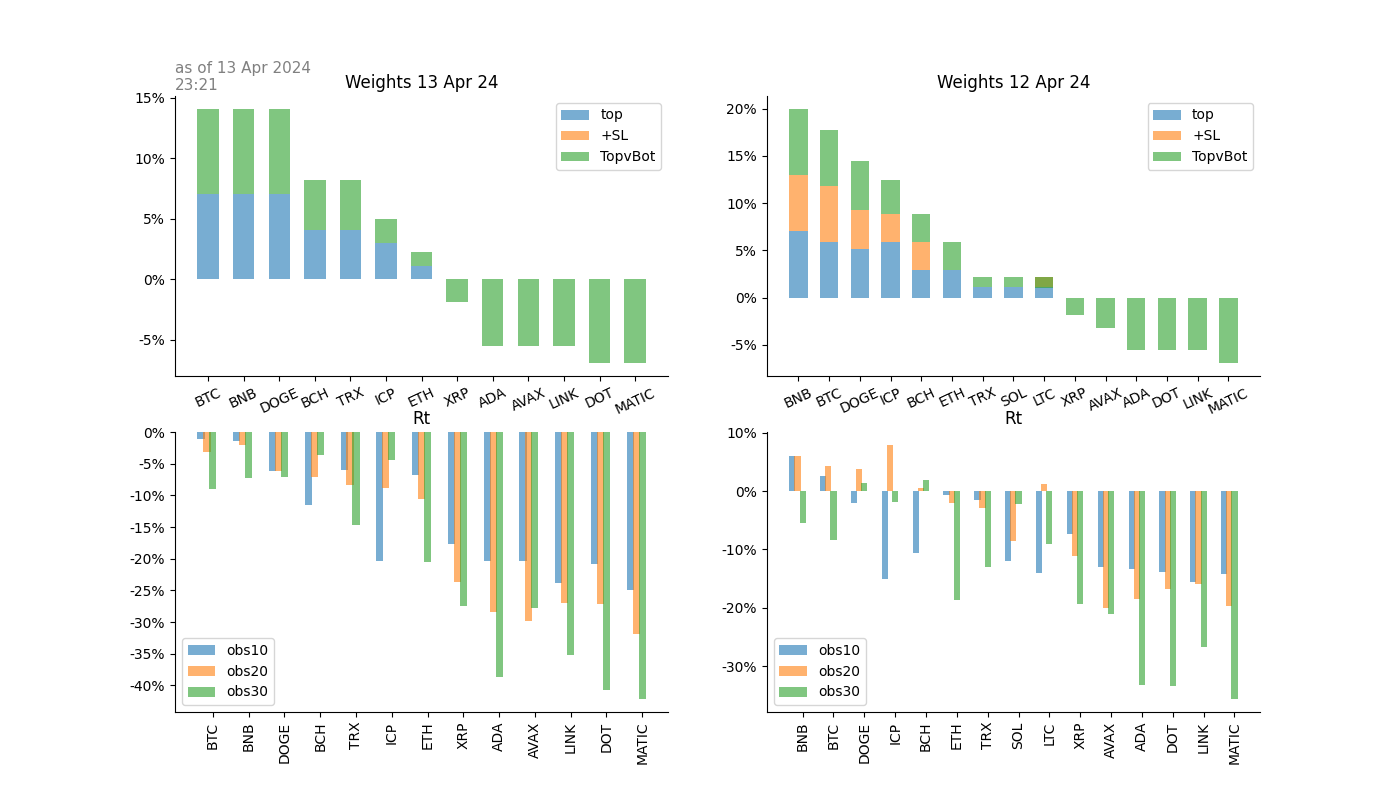 as of 13 Apr 2024
23:21
Weights 13 Apr 24
15%
10%
5%
0%
-5%
top
+SL
TopvBot
BTC BNB DOGE BCH TRX ICP ETH XRP ADA AVAX LINK DOT MATIC
Weights 12 Apr 24
20%
15%
10%
5%
0%
-5%
top
+SL
TopvBot
BNB BTC DOGE ICP BCH ETH TRX SOL LTC XRP AVAX ADA DOT LINK MATIC
Rt
0%
-5%
-10%
-15%
-20%
-25%
-30%
-35%
-40%
obs10
obs20
obs30
BTC BNB DOGE BCH TRX ICP ETH XRP ADA AVAX LINK DOT MATIC
Rt
10%
0%
-10%
-20%
-30%
obs10
obs20
obs30
BNB BTC DOGE ICP BCH ETH TRX SOL LTC XRP AVAX ADA DOT LINK MATIC